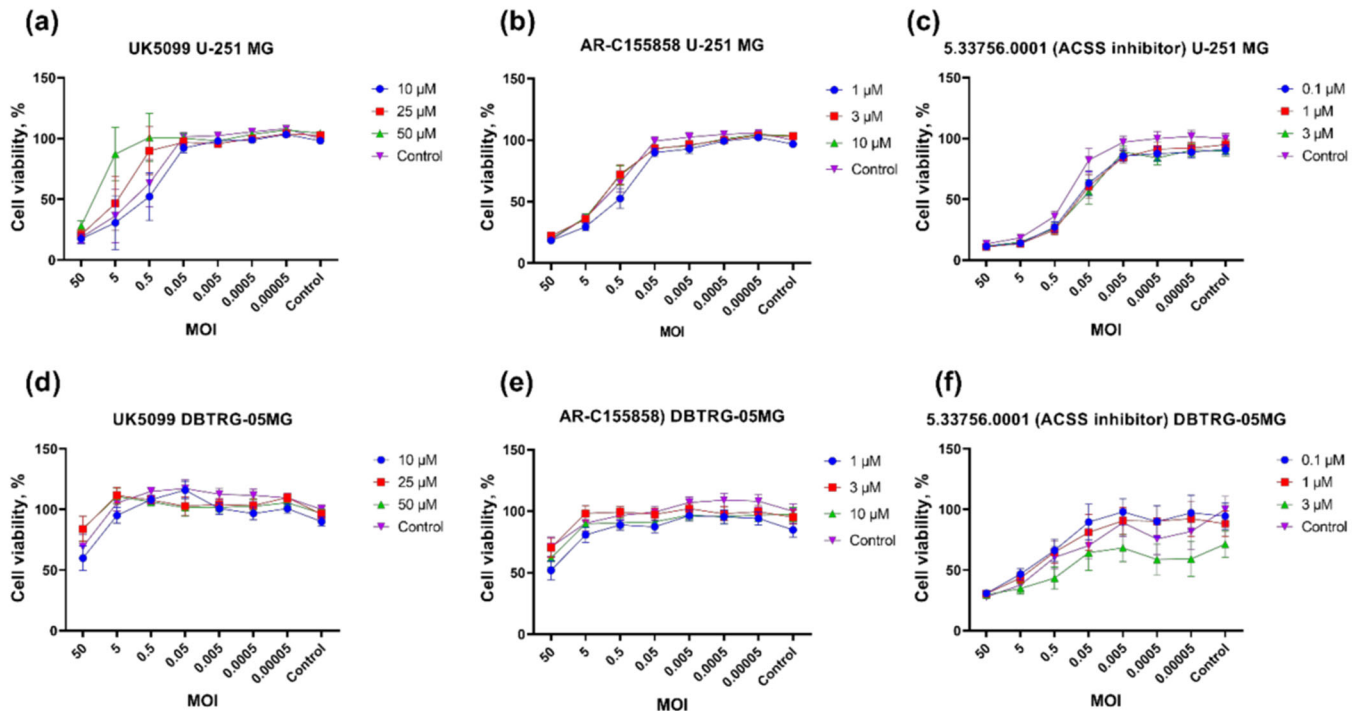 (a)
UK5099 U-251 MG
Cell viability, %
150
100
50
0
50
5
0.5
0.05
0.005
0.0005
0.00005
Control
MOI
10 µM
25 µM
50 µM
Control
(b)
AR-C155858 U-251 MG
Cell viability, %
150
100
50
0
50
5
0.5
0.05
0.005
0.0005
0.00005
Control
MOI
1 µM
3 µM
10 µM
Control
(c)
5.33756.0001 (ACSS inhibitor) U-251 MG
Cell viability, %
150
100
50
0
50
5
0.5
0.05
0.005
0.0005
0.00005
Control
MOI
0.1 µM
1 µM
3 µM
Control
(d)
UK5099 DBTRG-05MG
Cell viability, %
150
100
50
0
50
5
0.5
0.05
0.005
0.0005
0.00005
Control
MOI
10 µM
25 µM
50 µM
Control
(e)
AR-C155858) DBTRG-05MG
Cell viability, %
150
100
50
0
50
5
0.5
0.05
0.005
0.0005
0.00005
Control
MOI
1 µM
3 µM
10 µM
Control
(f)
5.33756.0001 (ACSS inhibitor) DBTRG-05MG
Cell viability, %
150
100
50
0
50
5
0.5
0.05
0.005
0.0005
0.00005
Control
MOI
0.1 µM
1 µM
3 µM
Control